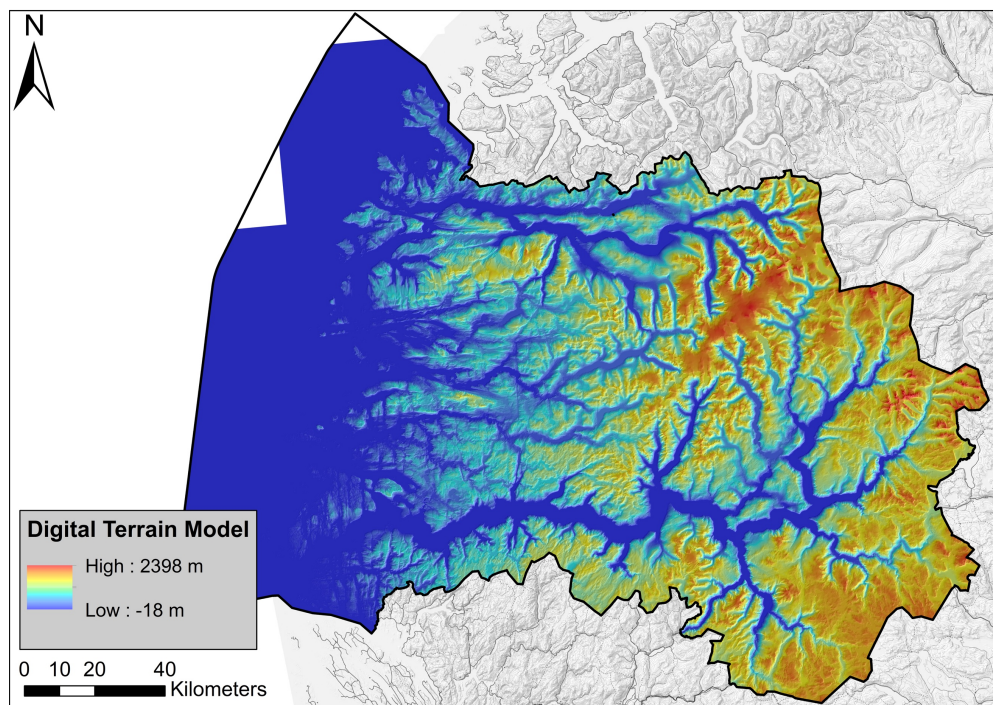 N
Digital Terrain Model
High : 2398 m
Low : -18 m
0 10 20 40
Kilometers